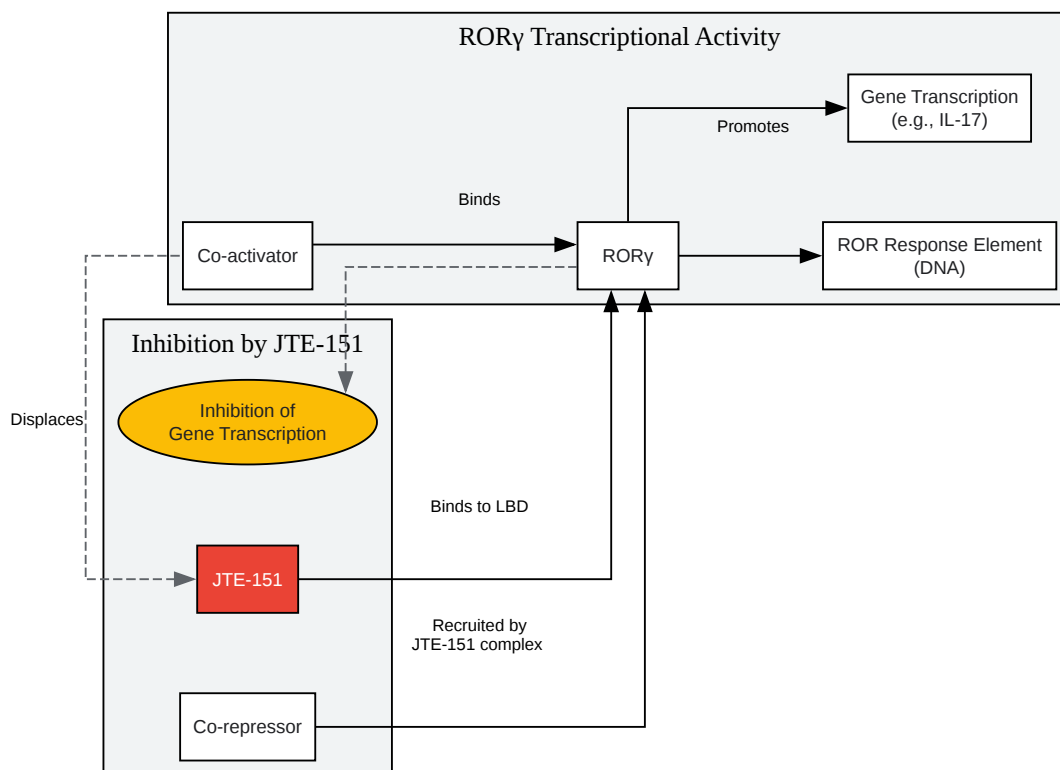 RORγ Transcriptional Activity
Gene Transcription
(e.g., IL-17)
Promotes
Binds
Co-activator
RORγ
ROR Response Element
(DNA)
Inhibition by JTE-151
Displaces
Inhibition of
Gene Transcription
Binds to LBD
JTE-151
Recruited by
JTE-151 complex
Co-repressor